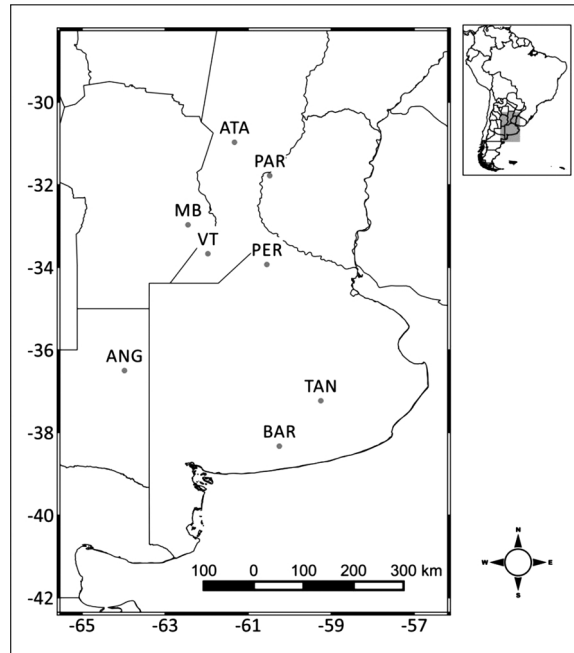 -30
-32
-34
-36
-38
-40
-42
ATA
PAR
MB
VT
PER
ANG
TAN
BAR
100 0 100 200 300 km
-65 -63 -61 -59 -57
N
W E
S